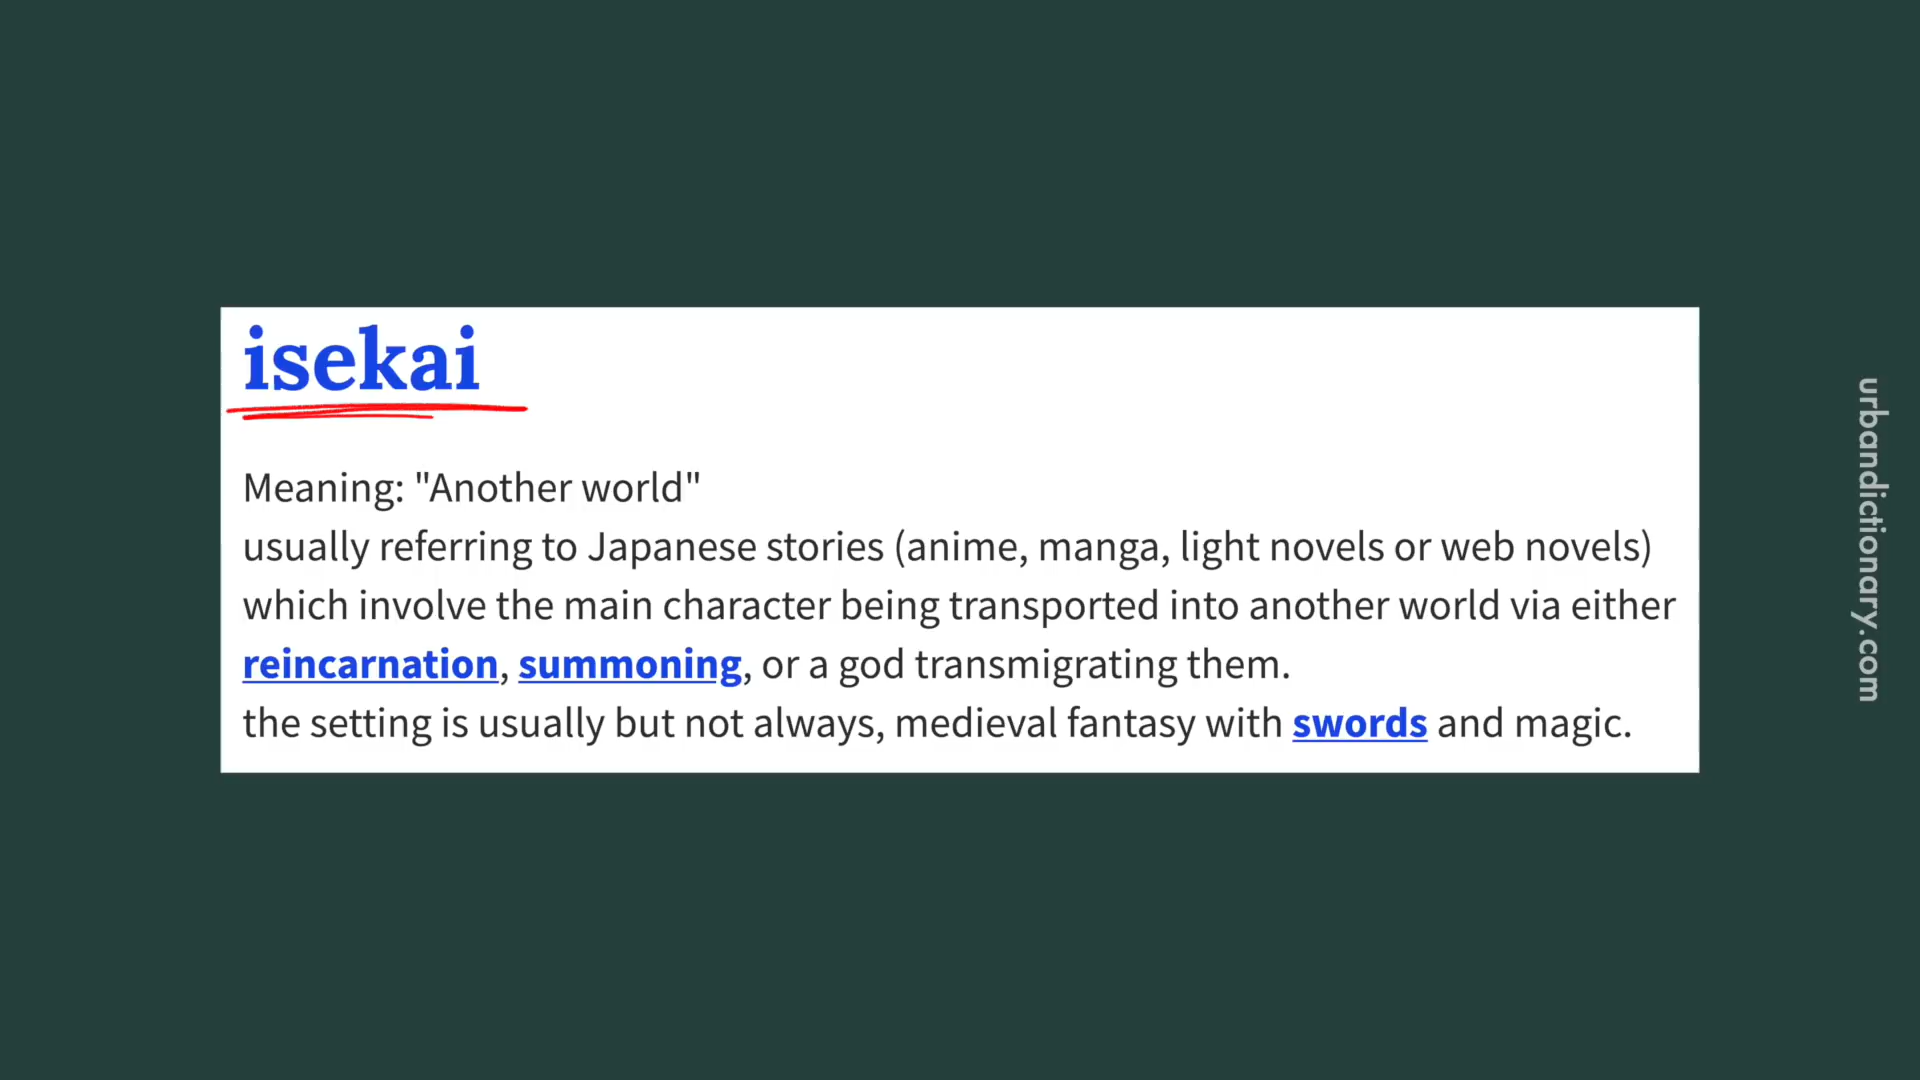 isekai
Meaning: "Another world"
usually referring to Japanese stories (anime, manga, light novels or web novels)
which involve the main character being transported into another world via either
reincarnation, summoning, or a god transmigrating them.
the setting is usually but not always, medieval fantasy with swords and magic.
urbandictionary.com